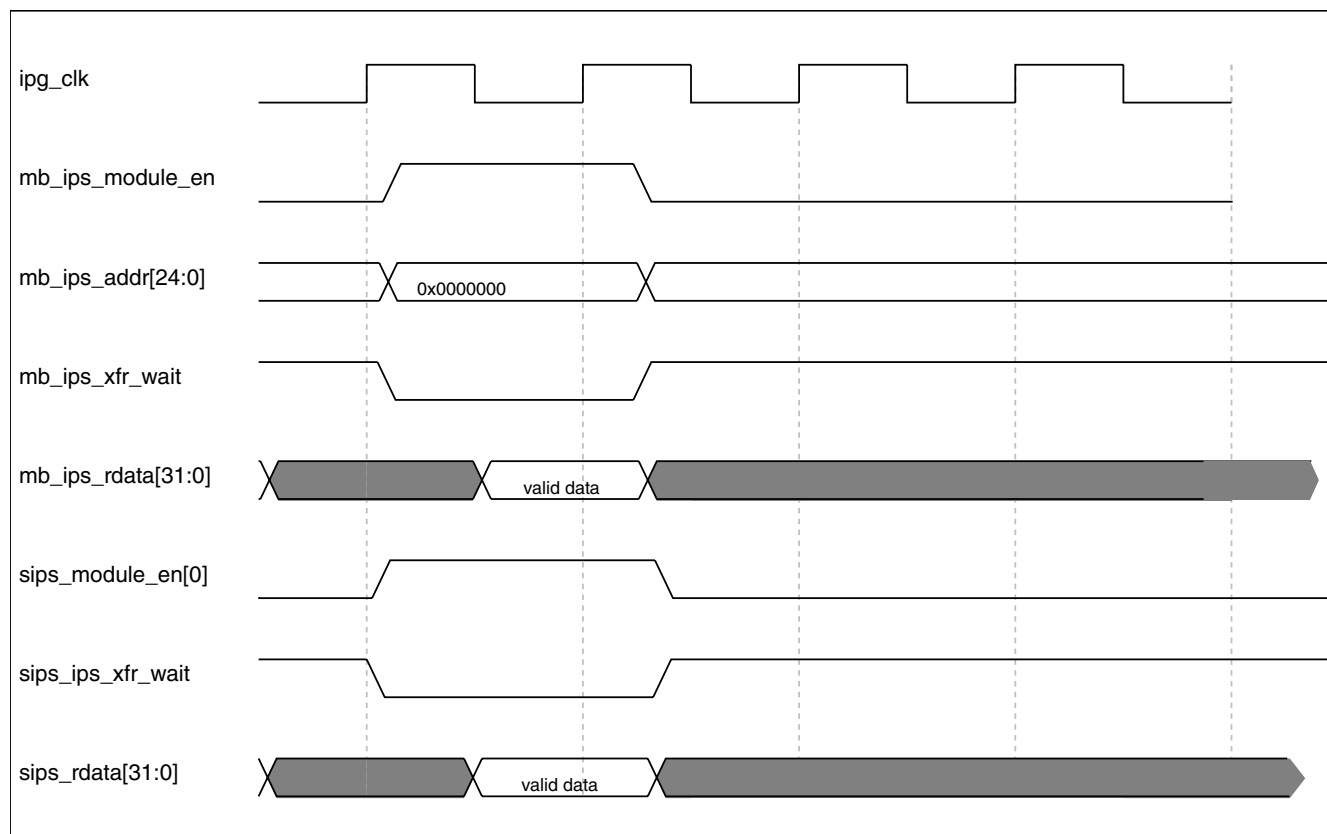 ipg_clk
mb_ips_module_en
mb_ips_addr[24:0]
0x0000000
mb_ips_xfr_wait
mb_ips_rdata[31:0]
valid data
sips_module_en[0]
sips_ips_xfr_wait
sips_rdata[31:0]
valid data